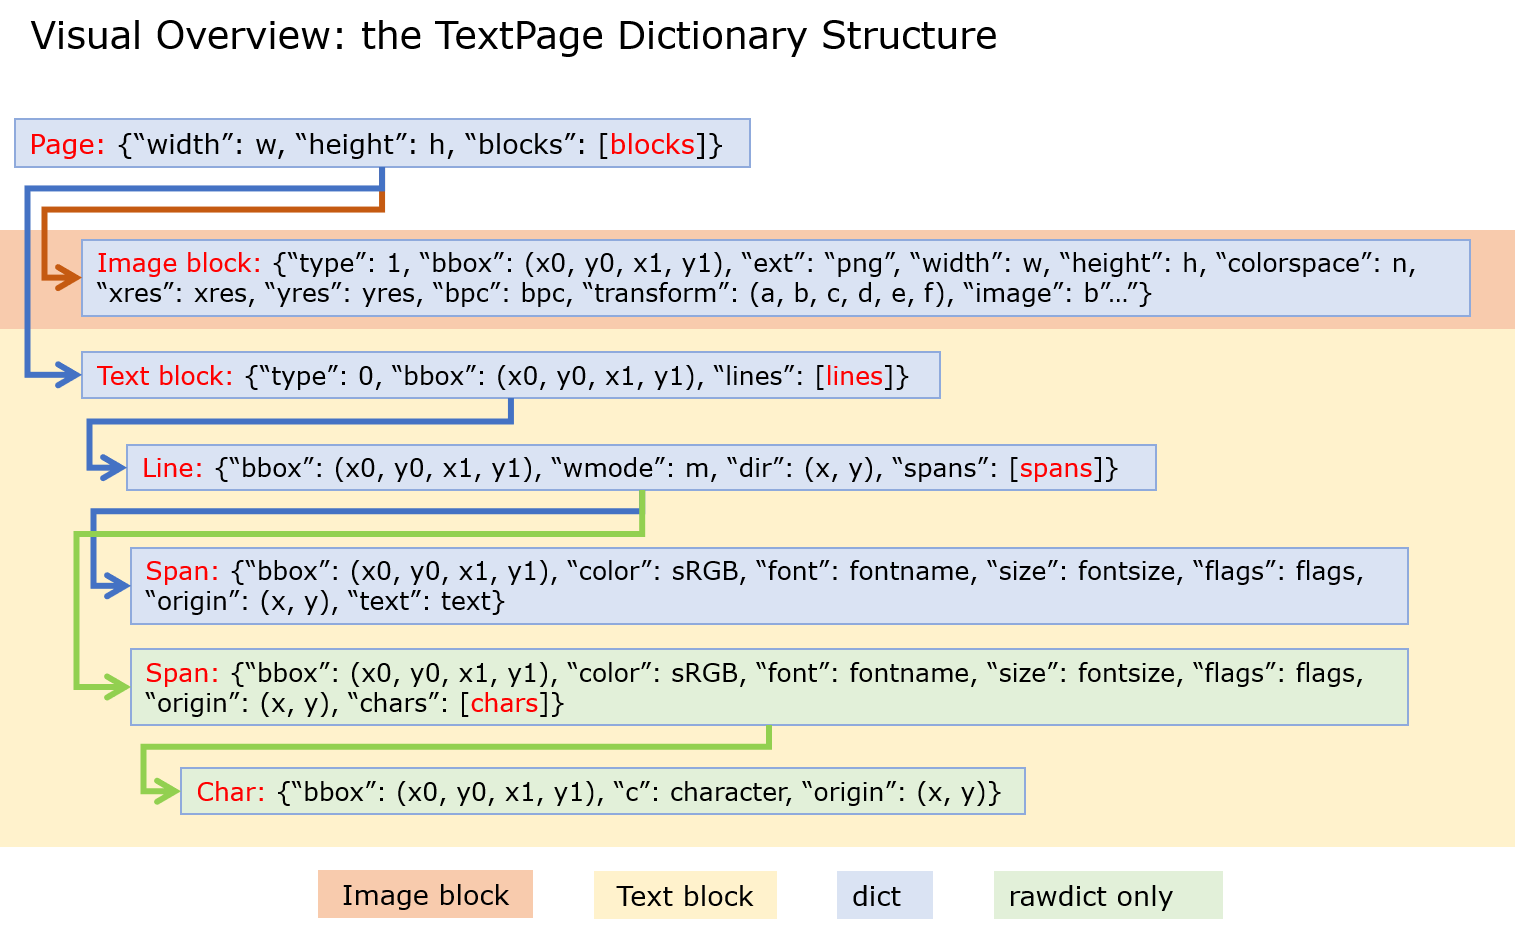 Visual Overview: the TextPage Dictionary Structure
Page: {“width”: w, “height”: h, “blocks”: [blocks]}
Image block: {“type”: 1, “bbox”: (x0, y0, x1, y1), “ext”: “png”, “width”: w, “height”: h, “colorspace”: n,
“xres”: xres, “yres”: yres, “bpc”: bpc, “transform”: (a, b, c, d, e, f), “image”: b”…”}
Text block: {“type”: 0, “bbox”: (x0, y0, x1, y1), “lines”: [lines]}
Line: {“bbox”: (x0, y0, x1, y1), “wmode”: m, “dir”: (x, y), “spans”: [spans]}
Span: {“bbox”: (x0, y0, x1, y1), “color”: sRGB, “font”: fontname, “size”: fontsize, “flags”: flags,
“origin”: (x, y), “text”: text}
Span: {“bbox”: (x0, y0, x1, y1), “color”: sRGB, “font”: fontname, “size”: fontsize, “flags”: flags,
“origin”: (x, y), “chars”: [chars]}
Char: {“bbox”: (x0, y0, x1, y1), “c”: character, “origin”: (x, y)}
Image block
Text block
dict
rawdict only